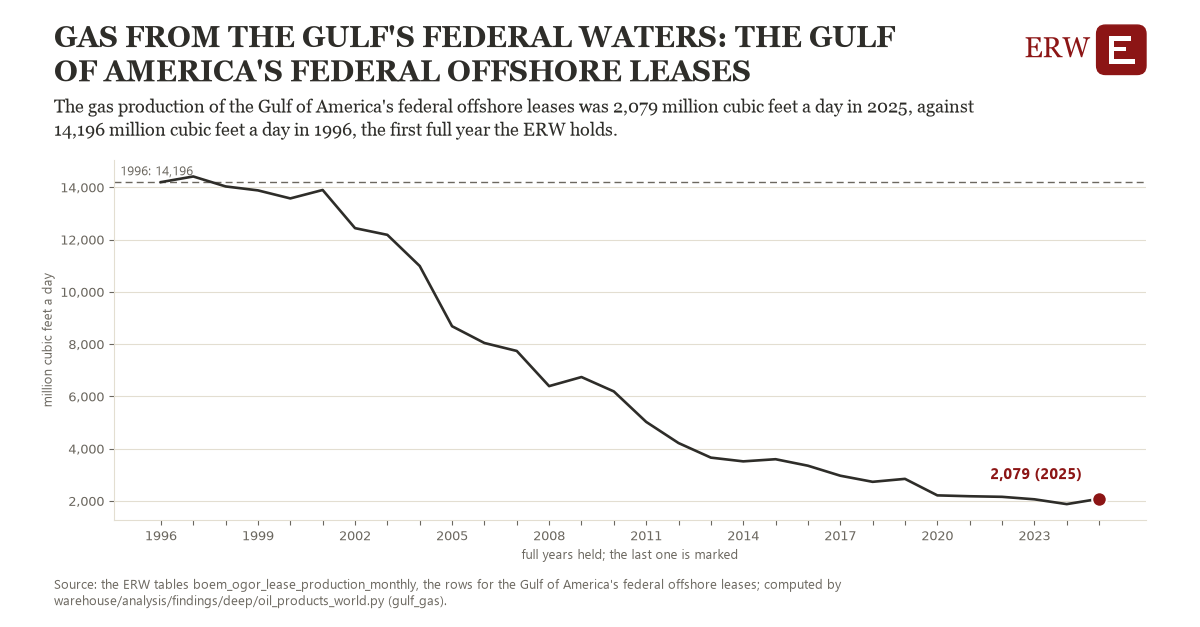 GAS FROM THE GULF'S FEDERAL WATERS: THE GULF
OF AMERICA'S FEDERAL OFFSHORE LEASES
ERW
E
The gas production of the Gulf of America's federal offshore leases was 2,079 million cubic feet a day in 2025, against
14,196 million cubic feet a day in 1996, the first full year the ERW holds.
1996: 14,196
14,000
12,000
10,000
8,000
6,000
4,000
2,000
million cubic feet a day
2,079 (2025)
1996
1999
2002
2005
2008
2011
2014
2017
2020
2023
full years held; the last one is marked
Source: the ERW tables boem_ogor_lease_production_monthly, the rows for the Gulf of America's federal offshore leases; computed by
warehouse/analysis/findings/deep/oil_products_world.py (gulf_gas).